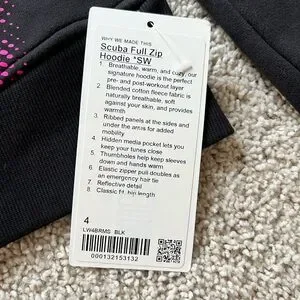 WHY WE MADE THIS
Scuba Full Zip
Hoodie *SW
1. Breathable, warm, and cozy, our
signature hoodie is the perfect
pre- and post-workout layer
2. Blended cotton fleece fabric is
naturally breathable, soft
against your skin, and provides
warmth
3. Ribbed panels at the sides and
under the arms for added
mobility
4. Hidden media pocket lets you
keep your tunes close
5. Thumbholes help keep sleeves
down and hands warm
6. Elastic zipper pull doubles as
an emergency hair tie
7. Reflective detail
8. Classic fit, hip length
4
LW4BRMS BLK
000132153132